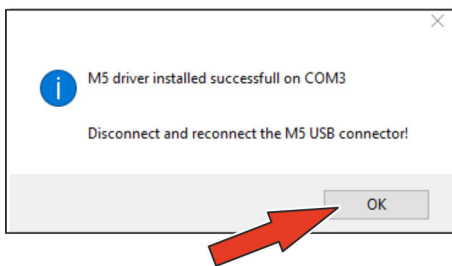 M5 driver installed successfull on COM3
Disconnect and reconnect the M5 USB connector!
OK